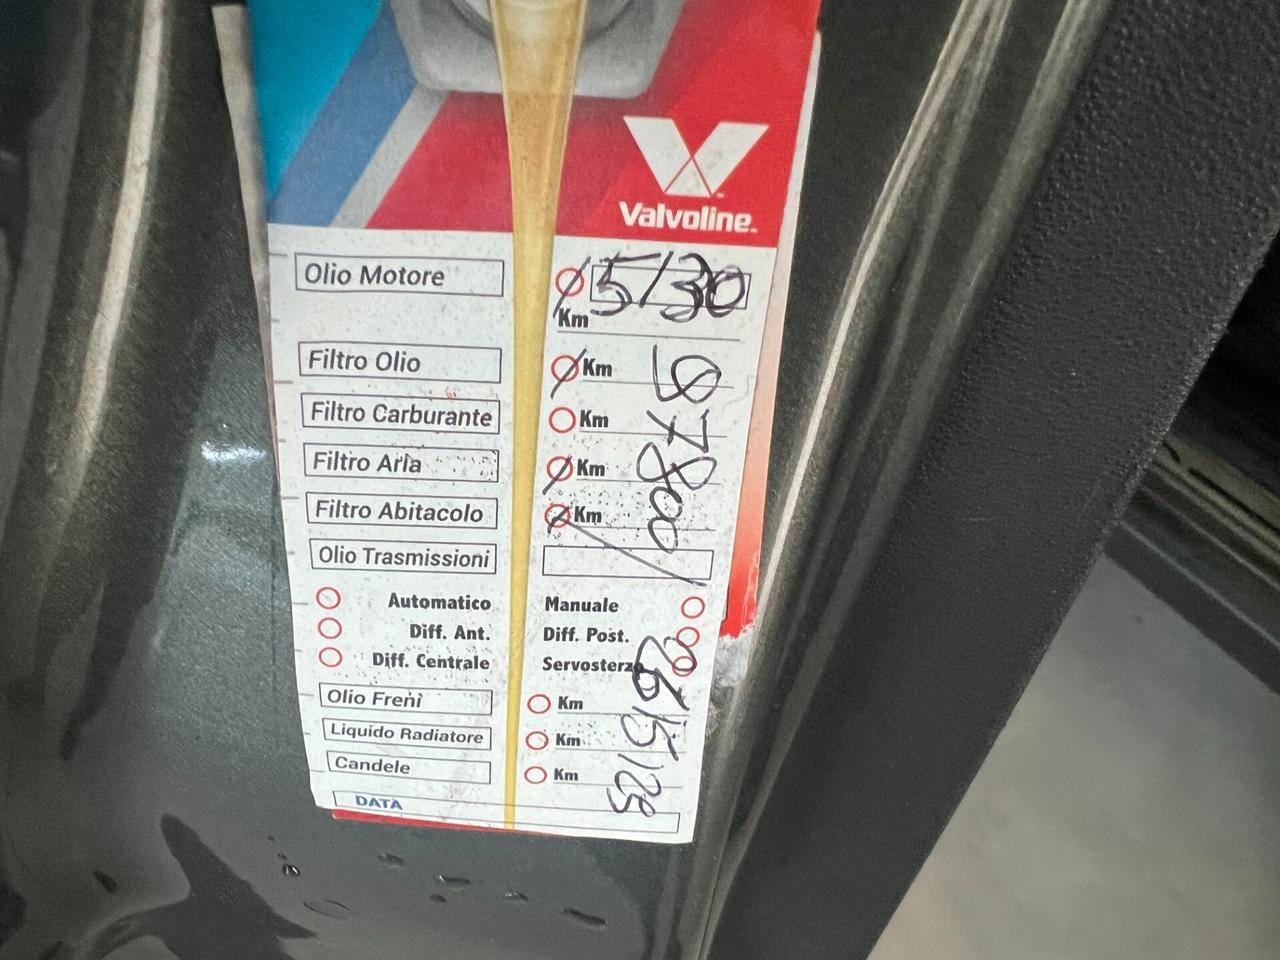 Valvoline.
Olio Motore 5/30
Km
Filtro Olio Km
Filtro Carburante Km
Filtro Aria Km
Filtro Abitacolo Km
Olio Trasmissioni
Automatico Manuale
Diff. Ant. Diff. Post.
Diff. Centrale Servosterzo
Olio Freni Km
Liquido Radiatore Km
Candele Km
DATA
187800/
26/5/25